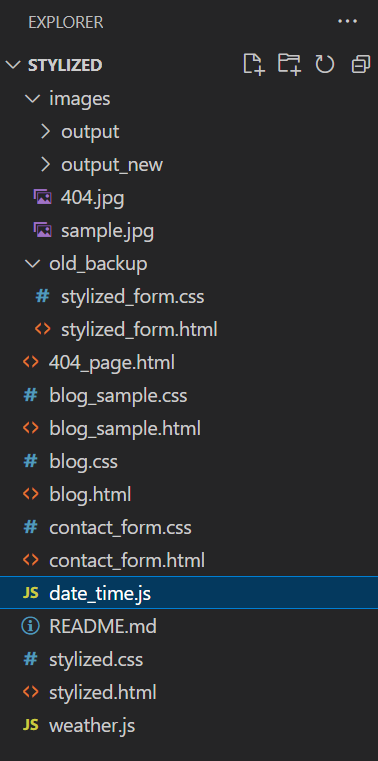 EXPLORER
STYLIZED
images
output
output_new
404.jpg
sample.jpg
old_backup
# stylized_form.css
<> stylized_form.html
<> 404_page.html
# blog_sample.css
<> blog_sample.html
# blog.css
<> blog.html
# contact_form.css
<> contact_form.html
JS date_time.js
README.md
# stylized.css
<> stylized.html
JS weather.js